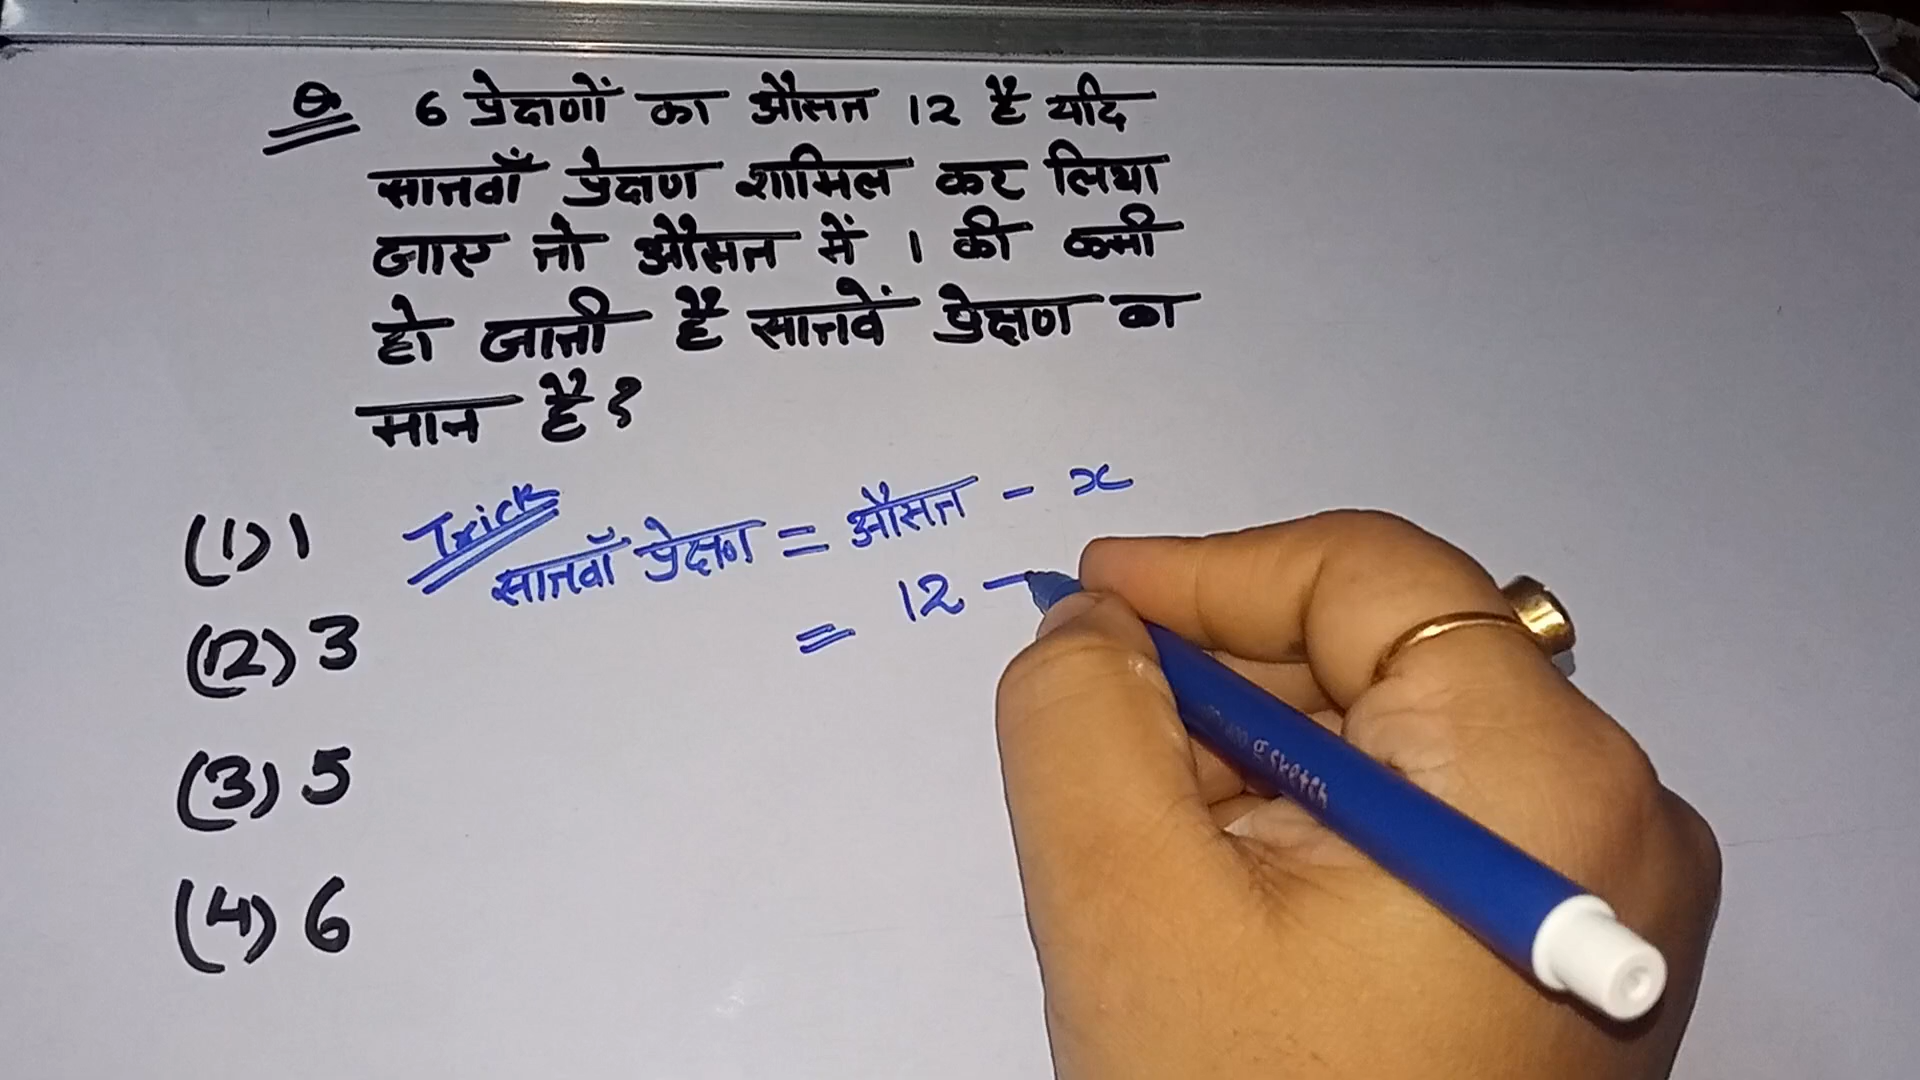 Q. 6 प्रेक्षणों का औसत 12 है यदि
सातवाँ प्रेक्षण शामिल कर लिया
जाए तो औसत में 1 की कमी
हो जाती है सातवें प्रेक्षण का
मान है?
(1) 1
(2) 3
(3) 5
(4) 6
Trick
सातवाँ प्रेक्षण = औसत - x
= 12 -
g sketch